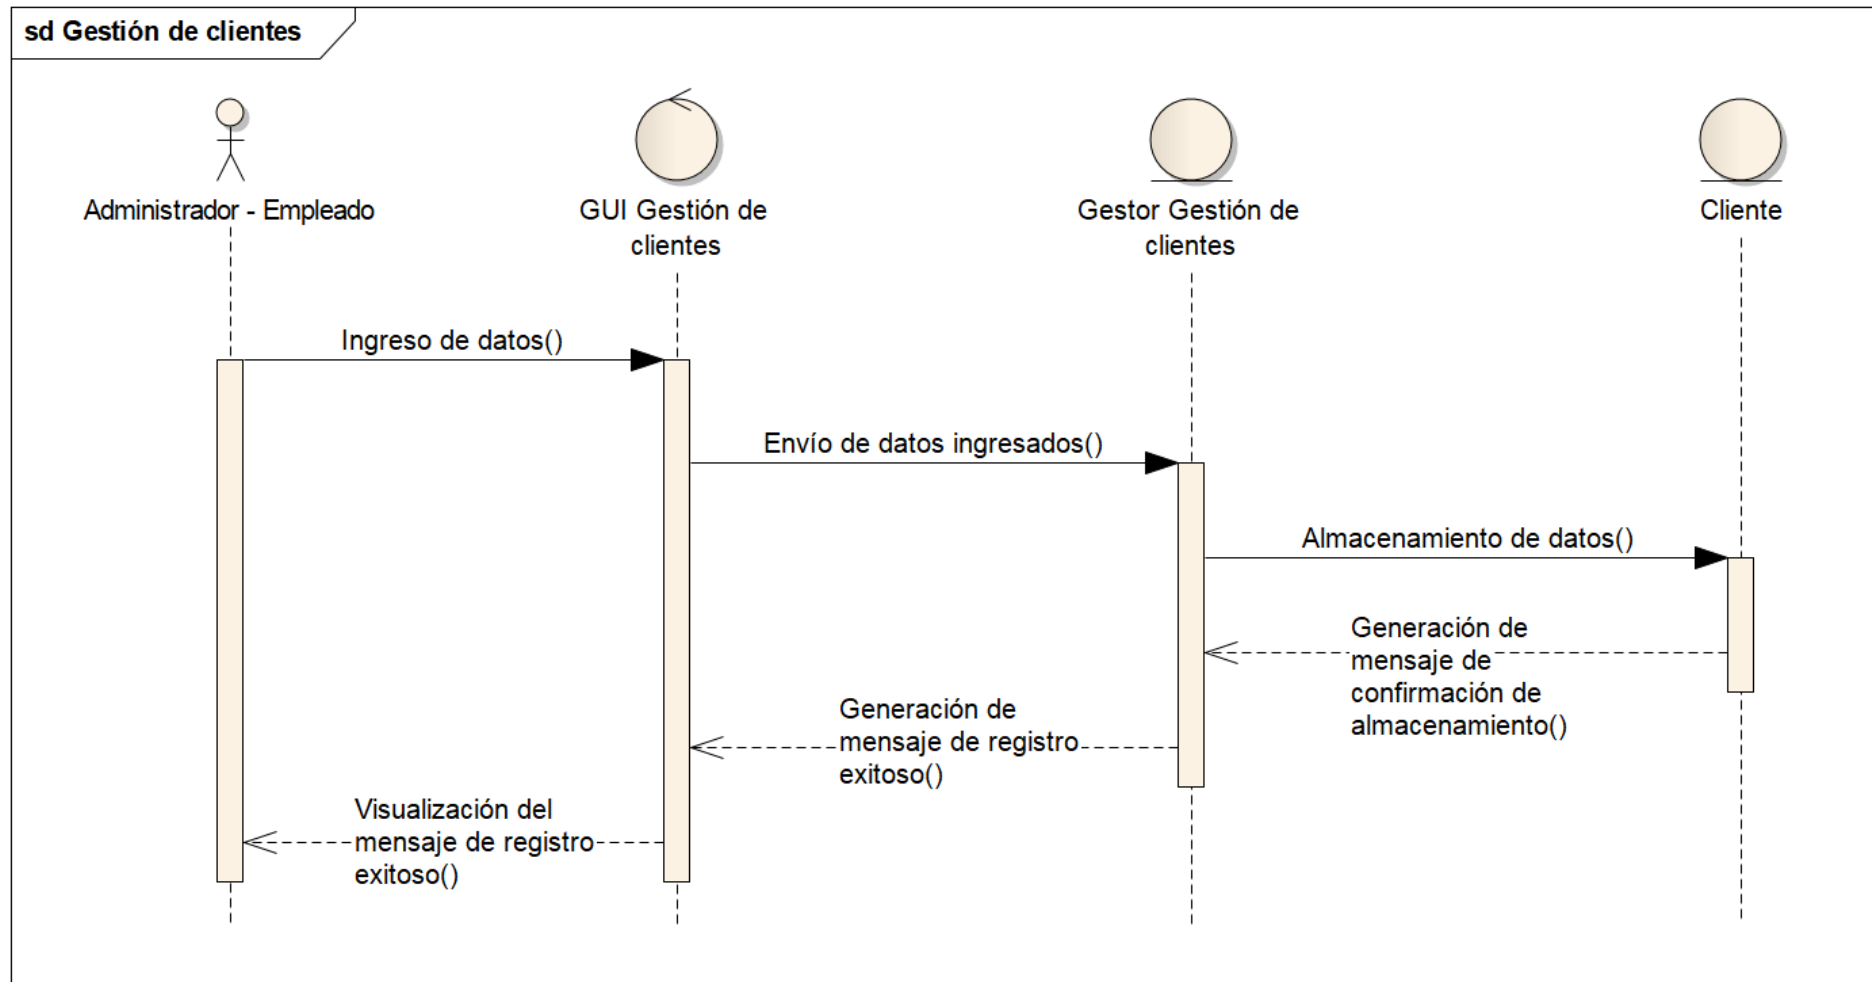 sd Gestión de clientes
Administrador - Empleado
GUI Gestión de
clientes
Gestor Gestión de
clientes
Cliente
Ingreso de datos()
Envío de datos ingresados()
Almacenamiento de datos()
Generación de
mensaje de
confirmación de
almacenamiento()
Generación de
mensaje de registro
exitoso()
Visualización del
mensaje de registro
exitoso()